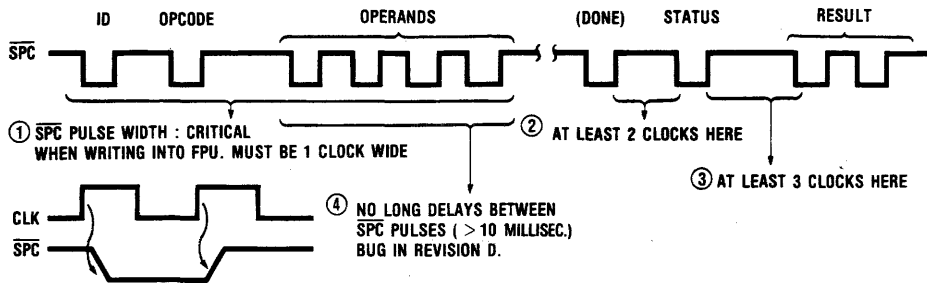 ID OPCODE OPERANDS (DONE) STATUS RESULT
SPC
① SPC PULSE WIDTH : CRITICAL
WHEN WRITING INTO FPU. MUST BE 1 CLOCK WIDE
② AT LEAST 2 CLOCKS HERE
③ AT LEAST 3 CLOCKS HERE
④ NO LONG DELAYS BETWEEN
SPC PULSES ( >10 MILLISEC.)
BUG IN REVISION D.
CLK
SPC